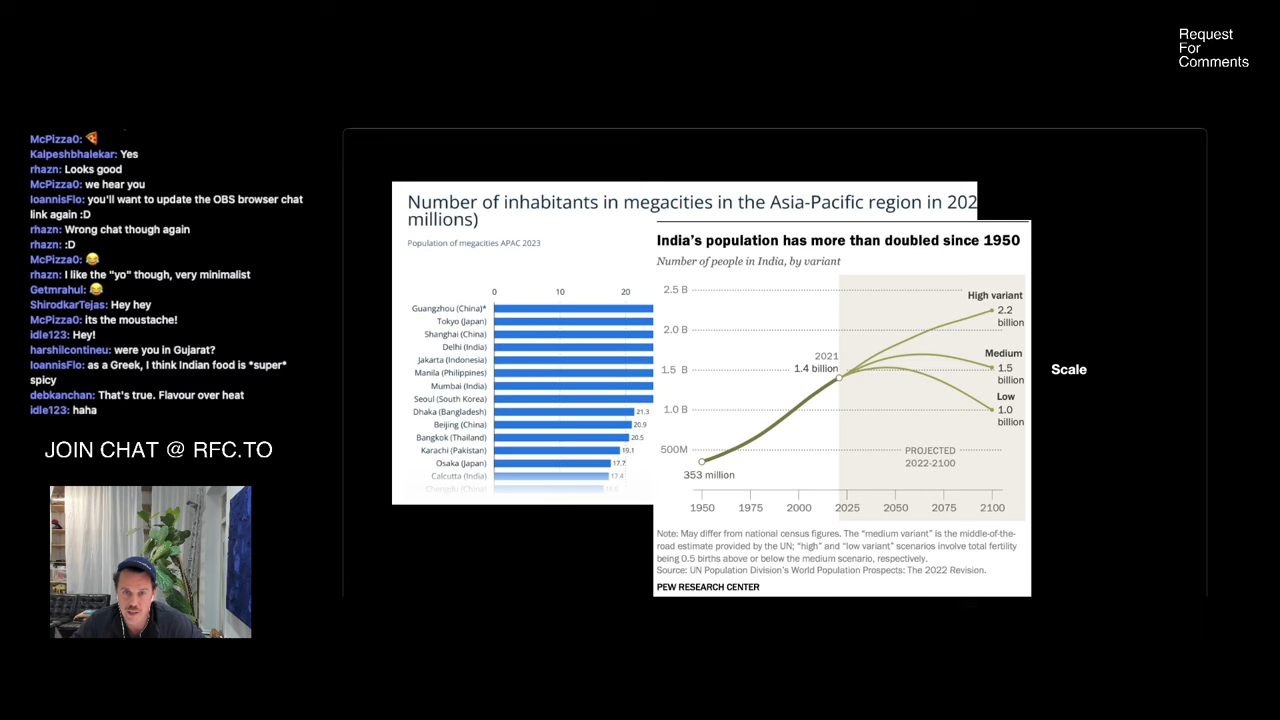 Request
For
Comments
McPizza0: 🍕
Kalpeshbhalekar: Yes
rhazn: Looks good
McPizza0: we hear you
IoannisFlo: you'll want to update the OBS browser chat
link again :D
rhazn: Wrong chat though again
rhazn: :D
McPizza0: 😂
rhazn: I like the "yo" though, very minimalist
Getmrahul: 😂
ShirodkarTejas: Hey hey
McPizza0: its the moustache!
idle123: Hey!
harshilcontineu: were you in Gujarat?
IoannisFlo: as a Greek, I think Indian food is *super*
spicy
debkanchan: That's true. Flavour over heat
idle123: haha
JOIN CHAT @ RFC.TO
Number of inhabitants in megacities in the Asia-Pacific region in 202
millions)
Population of megacities APAC 2023
0 10 20
Guangzhou (China)*
Tokyo (Japan)
Shanghai (China)
Delhi (India)
Jakarta (Indonesia)
Manila (Philippines)
Mumbai (India)
Seoul (South Korea)
Dhaka (Bangladesh) 21.3
Beijing (China) 20.9
Bangkok (Thailand) 20.5
Karachi (Pakistan) 19.1
Osaka (Japan) 17.7
Calcutta (India) 17.4
Chengdu (China)
India's population has more than doubled since 1950
Number of people in India, by variant
2.5 B
High variant
2.2
billion
2.0 B
2021
1.4 billion
Medium
1.5
billion
1.5 B
Low
1.0
billion
1.0 B
500M
PROJECTED
2022-2100
353 million
1950 1975 2000 2025 2050 2075 2100
Note: May differ from national census figures. The "medium variant" is the middle-of-the-
road estimate provided by the UN; "high" and "low variant" scenarios involve total fertility
being 0.5 births above or below the medium scenario, respectively.
Source: UN Population Division's World Population Prospects: The 2022 Revision.
PEW RESEARCH CENTER
Scale